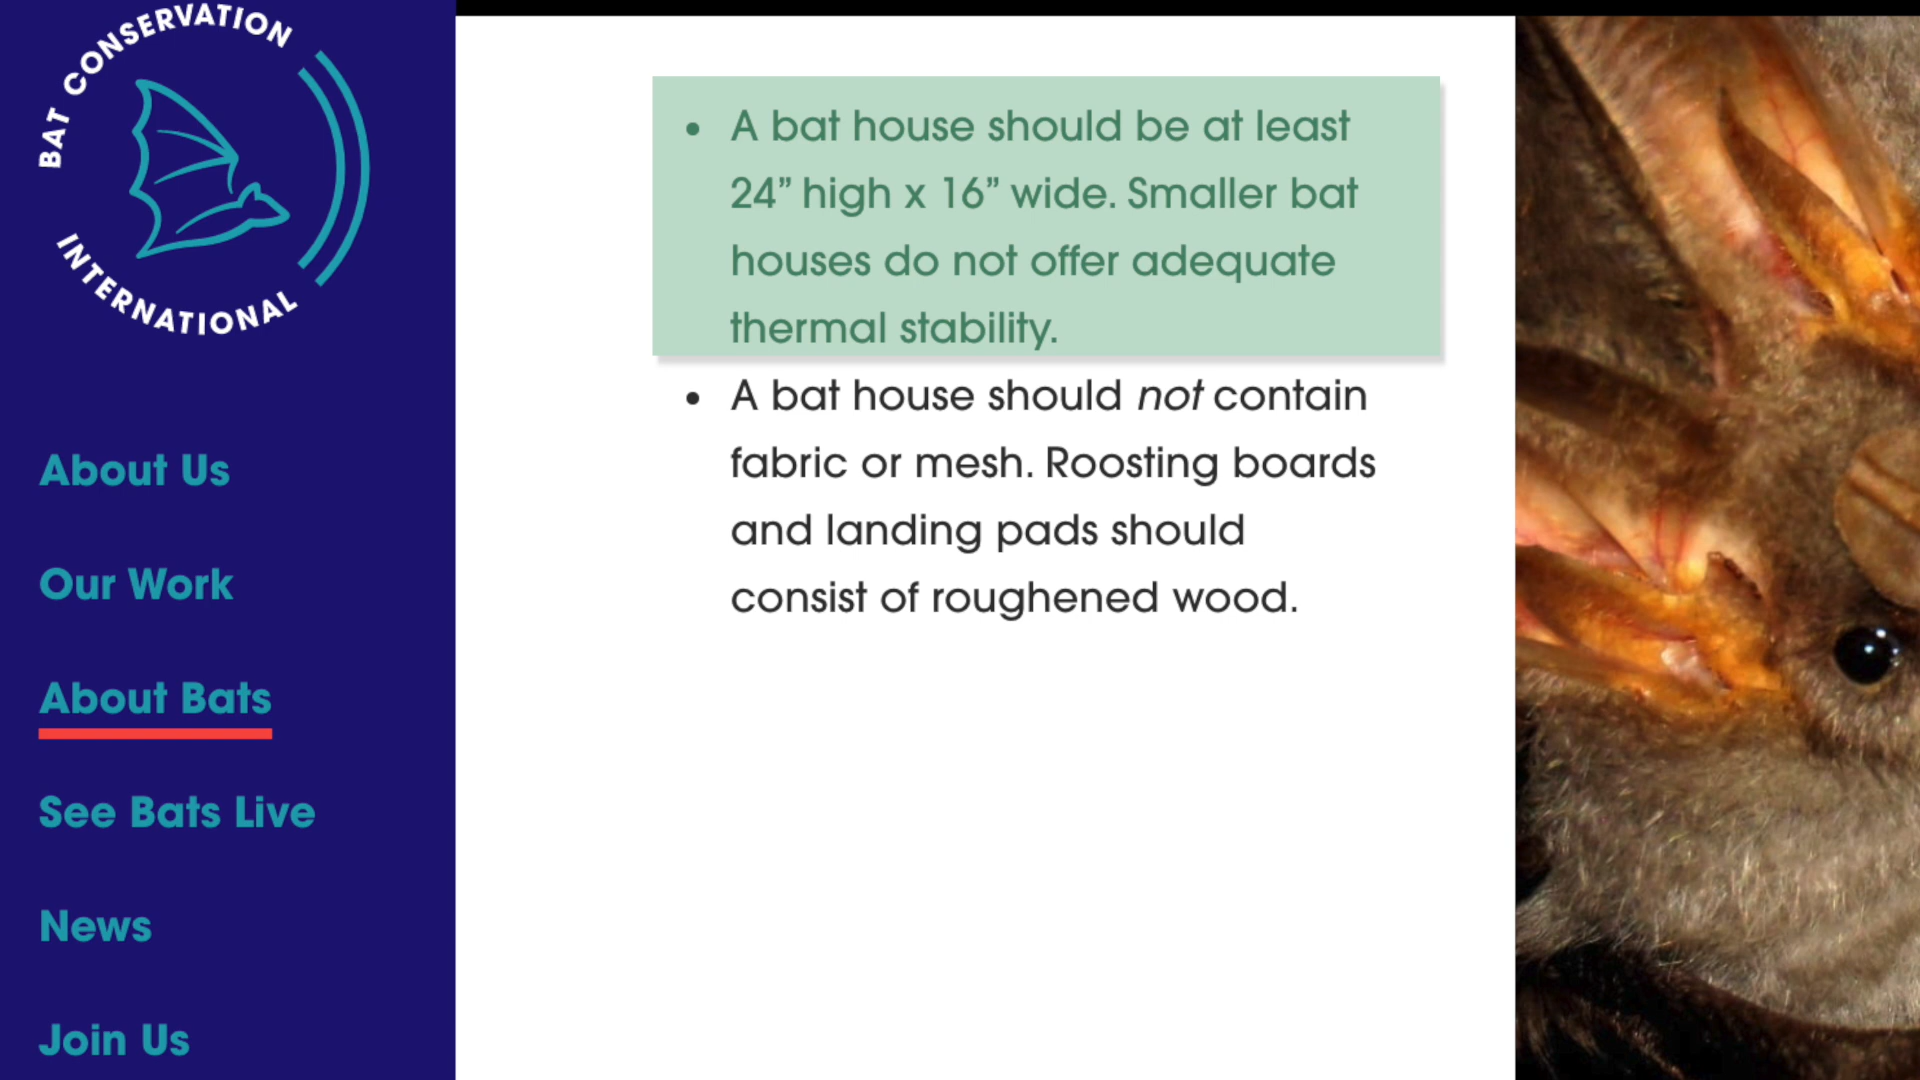 BAT CONSERVATION
INTERNATIONAL
About Us
Our Work
About Bats
See Bats Live
News
Join Us
• A bat house should be at least
24” high x 16” wide. Smaller bat
houses do not offer adequate
thermal stability.
• A bat house should not contain
fabric or mesh. Roosting boards
and landing pads should
consist of roughened wood.